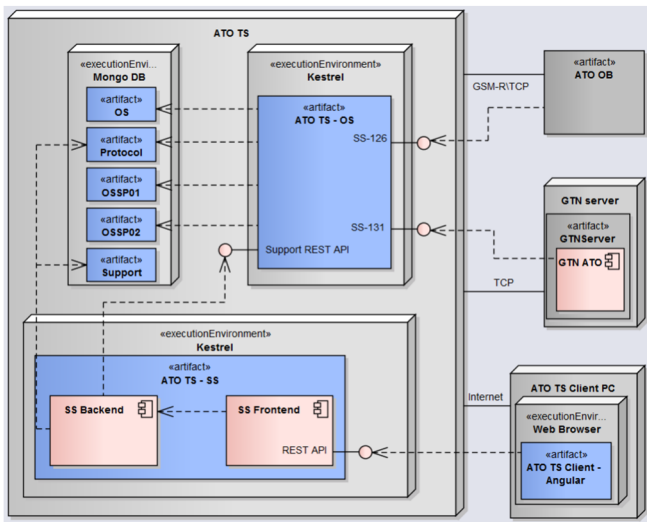 ATO TS
«executionEnvi...
Mongo DB
«artifact»
OS
«artifact»
Protocol
«artifact»
OSSP01
«artifact»
OSSP02
«artifact»
Support
«executionEnvironment»
Kestrel
«artifact»
ATO TS - OS
SS-126
SS-131
Support REST API
«artifact»
ATO OB
GSM-R\TCP
GTN server
«artifact»
GTNServer
GTN ATO
TCP
«executionEnvironment»
Kestrel
«artifact»
ATO TS - SS
SS Backend
SS Frontend
REST API
Internet
ATO TS Client PC
«executionEnvir...
Web Browser
«artifact»
ATO TS Client -
Angular